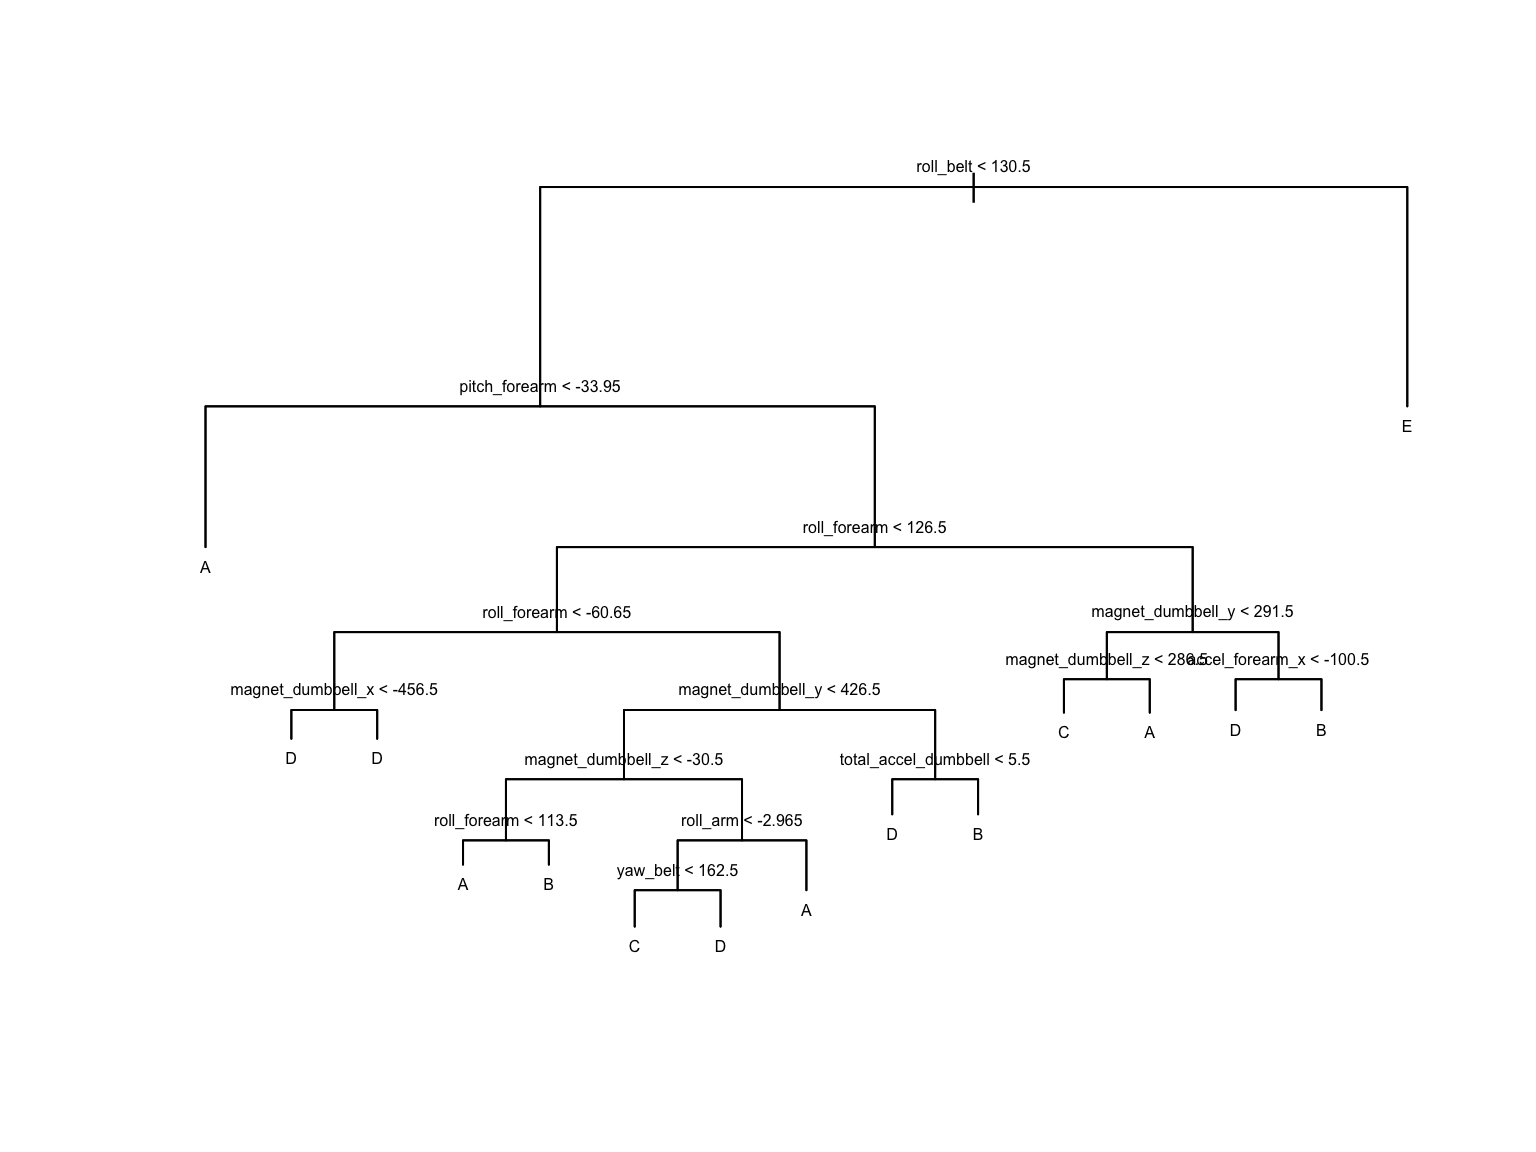 roll_belt < 130.5
pitch_forearm < -33.95
E
roll_forearm < 126.5
A
roll_forearm < -60.65
magnet_dumbbell_y < 291.5
magnet_dumbbell_z < 286.5
accel_forearm_x < -100.5
magnet_dumbbell_x < -456.5
magnet_dumbbell_y < 426.5
C
A
D
B
D
D
magnet_dumbbell_z < -30.5
total_accel_dumbbell < 5.5
roll_forearm < 113.5
roll_arm < -2.965
D
B
yaw_belt < 162.5
A
B
A
C
D